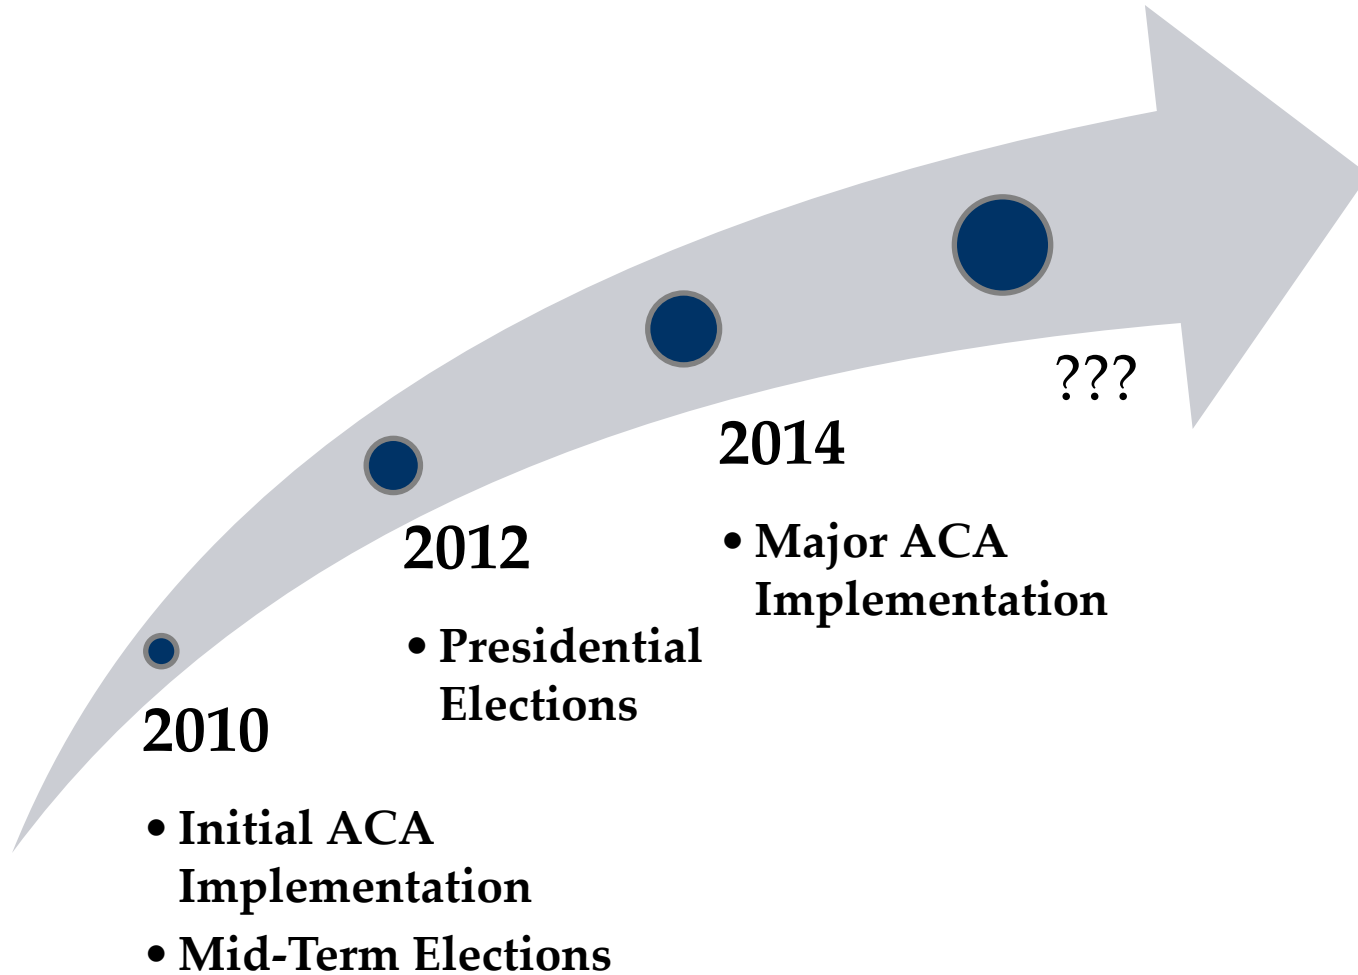 2010
• Initial ACA
Implementation
• Mid-Term Elections
2012
• Presidential
Elections
2014
• Major ACA
Implementation
???